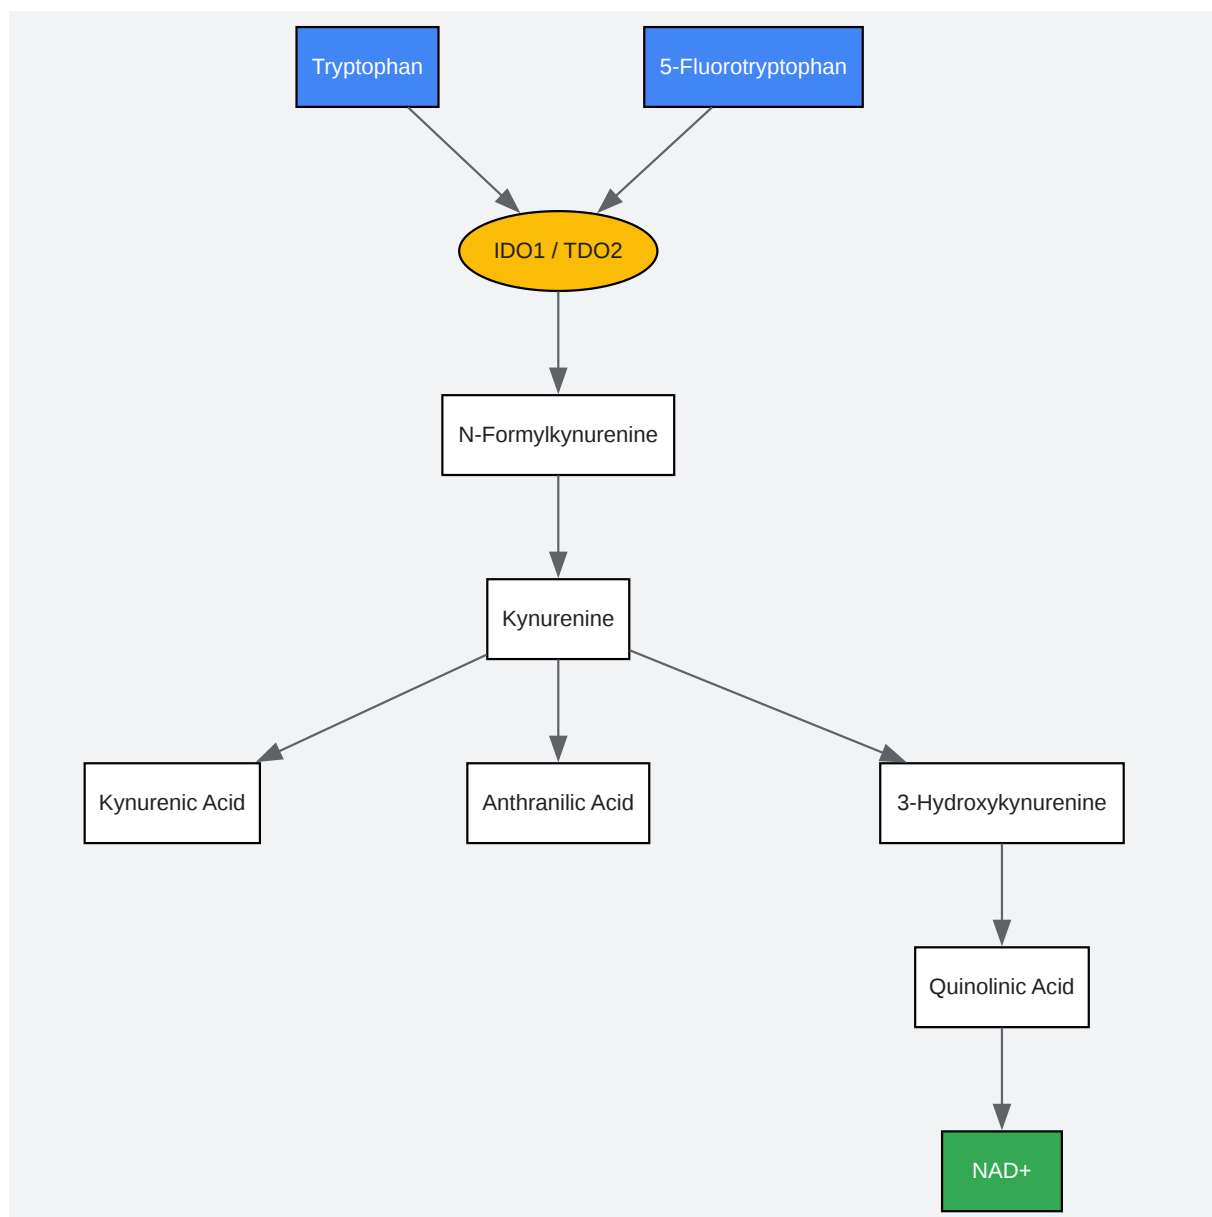 Tryptophan
5-Fluorotryptophan
IDO1 / TDO2
N-Formylkynurenine
Kynurenine
Kynurenic Acid
Anthranilic Acid
3-Hydroxykynurenine
Quinolinic Acid
NAD+